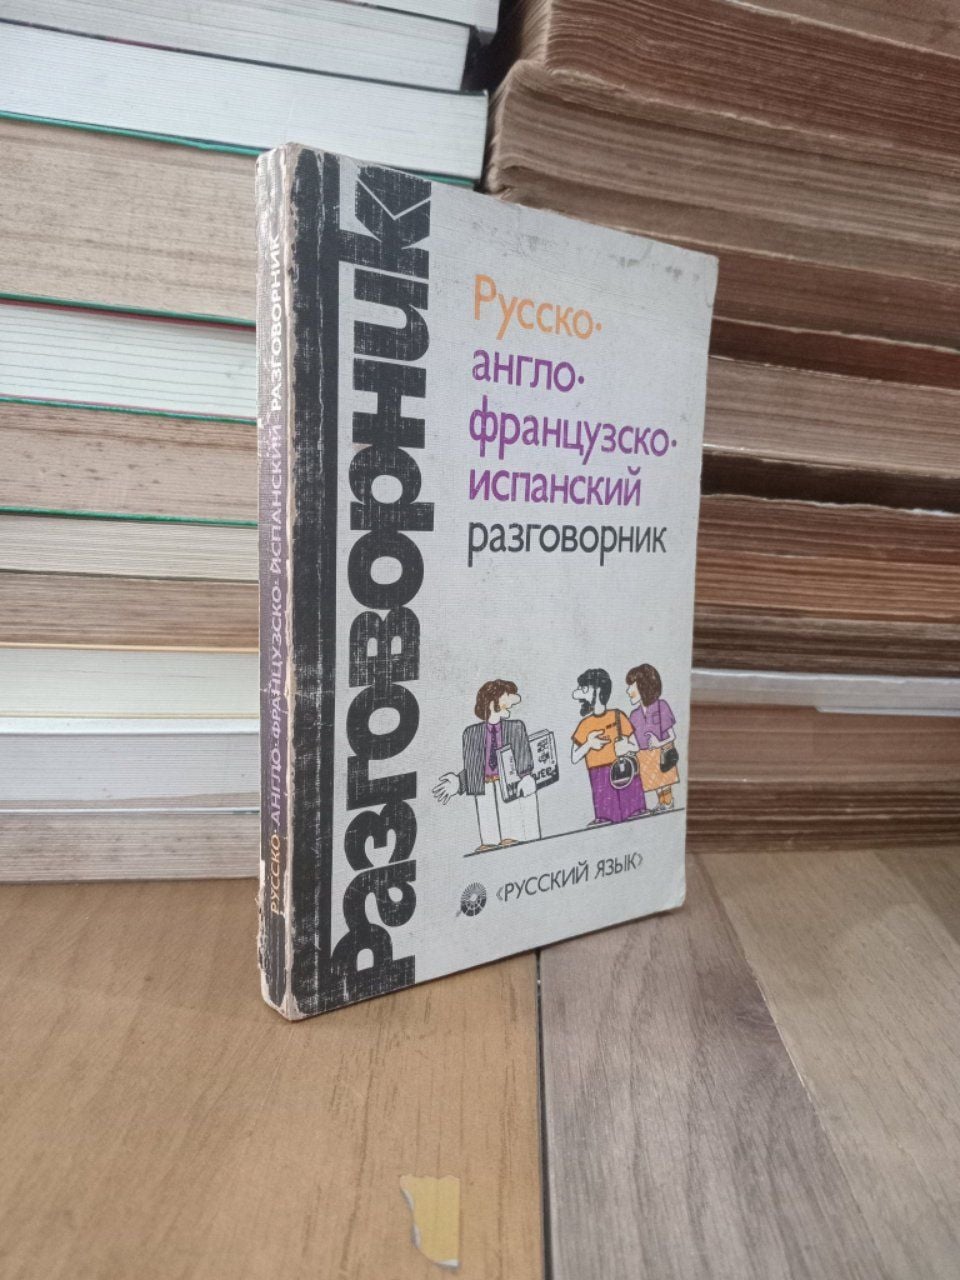 РАЗГОВОРНИК
Русско-
англо-
французско-
испанский
разговорник
«РУССКИЙ ЯЗЫК»
РУССКО-АНГЛО-ФРАНЦУЗСКО-ИСПАНСКИЙ РАЗГОВОРНИК